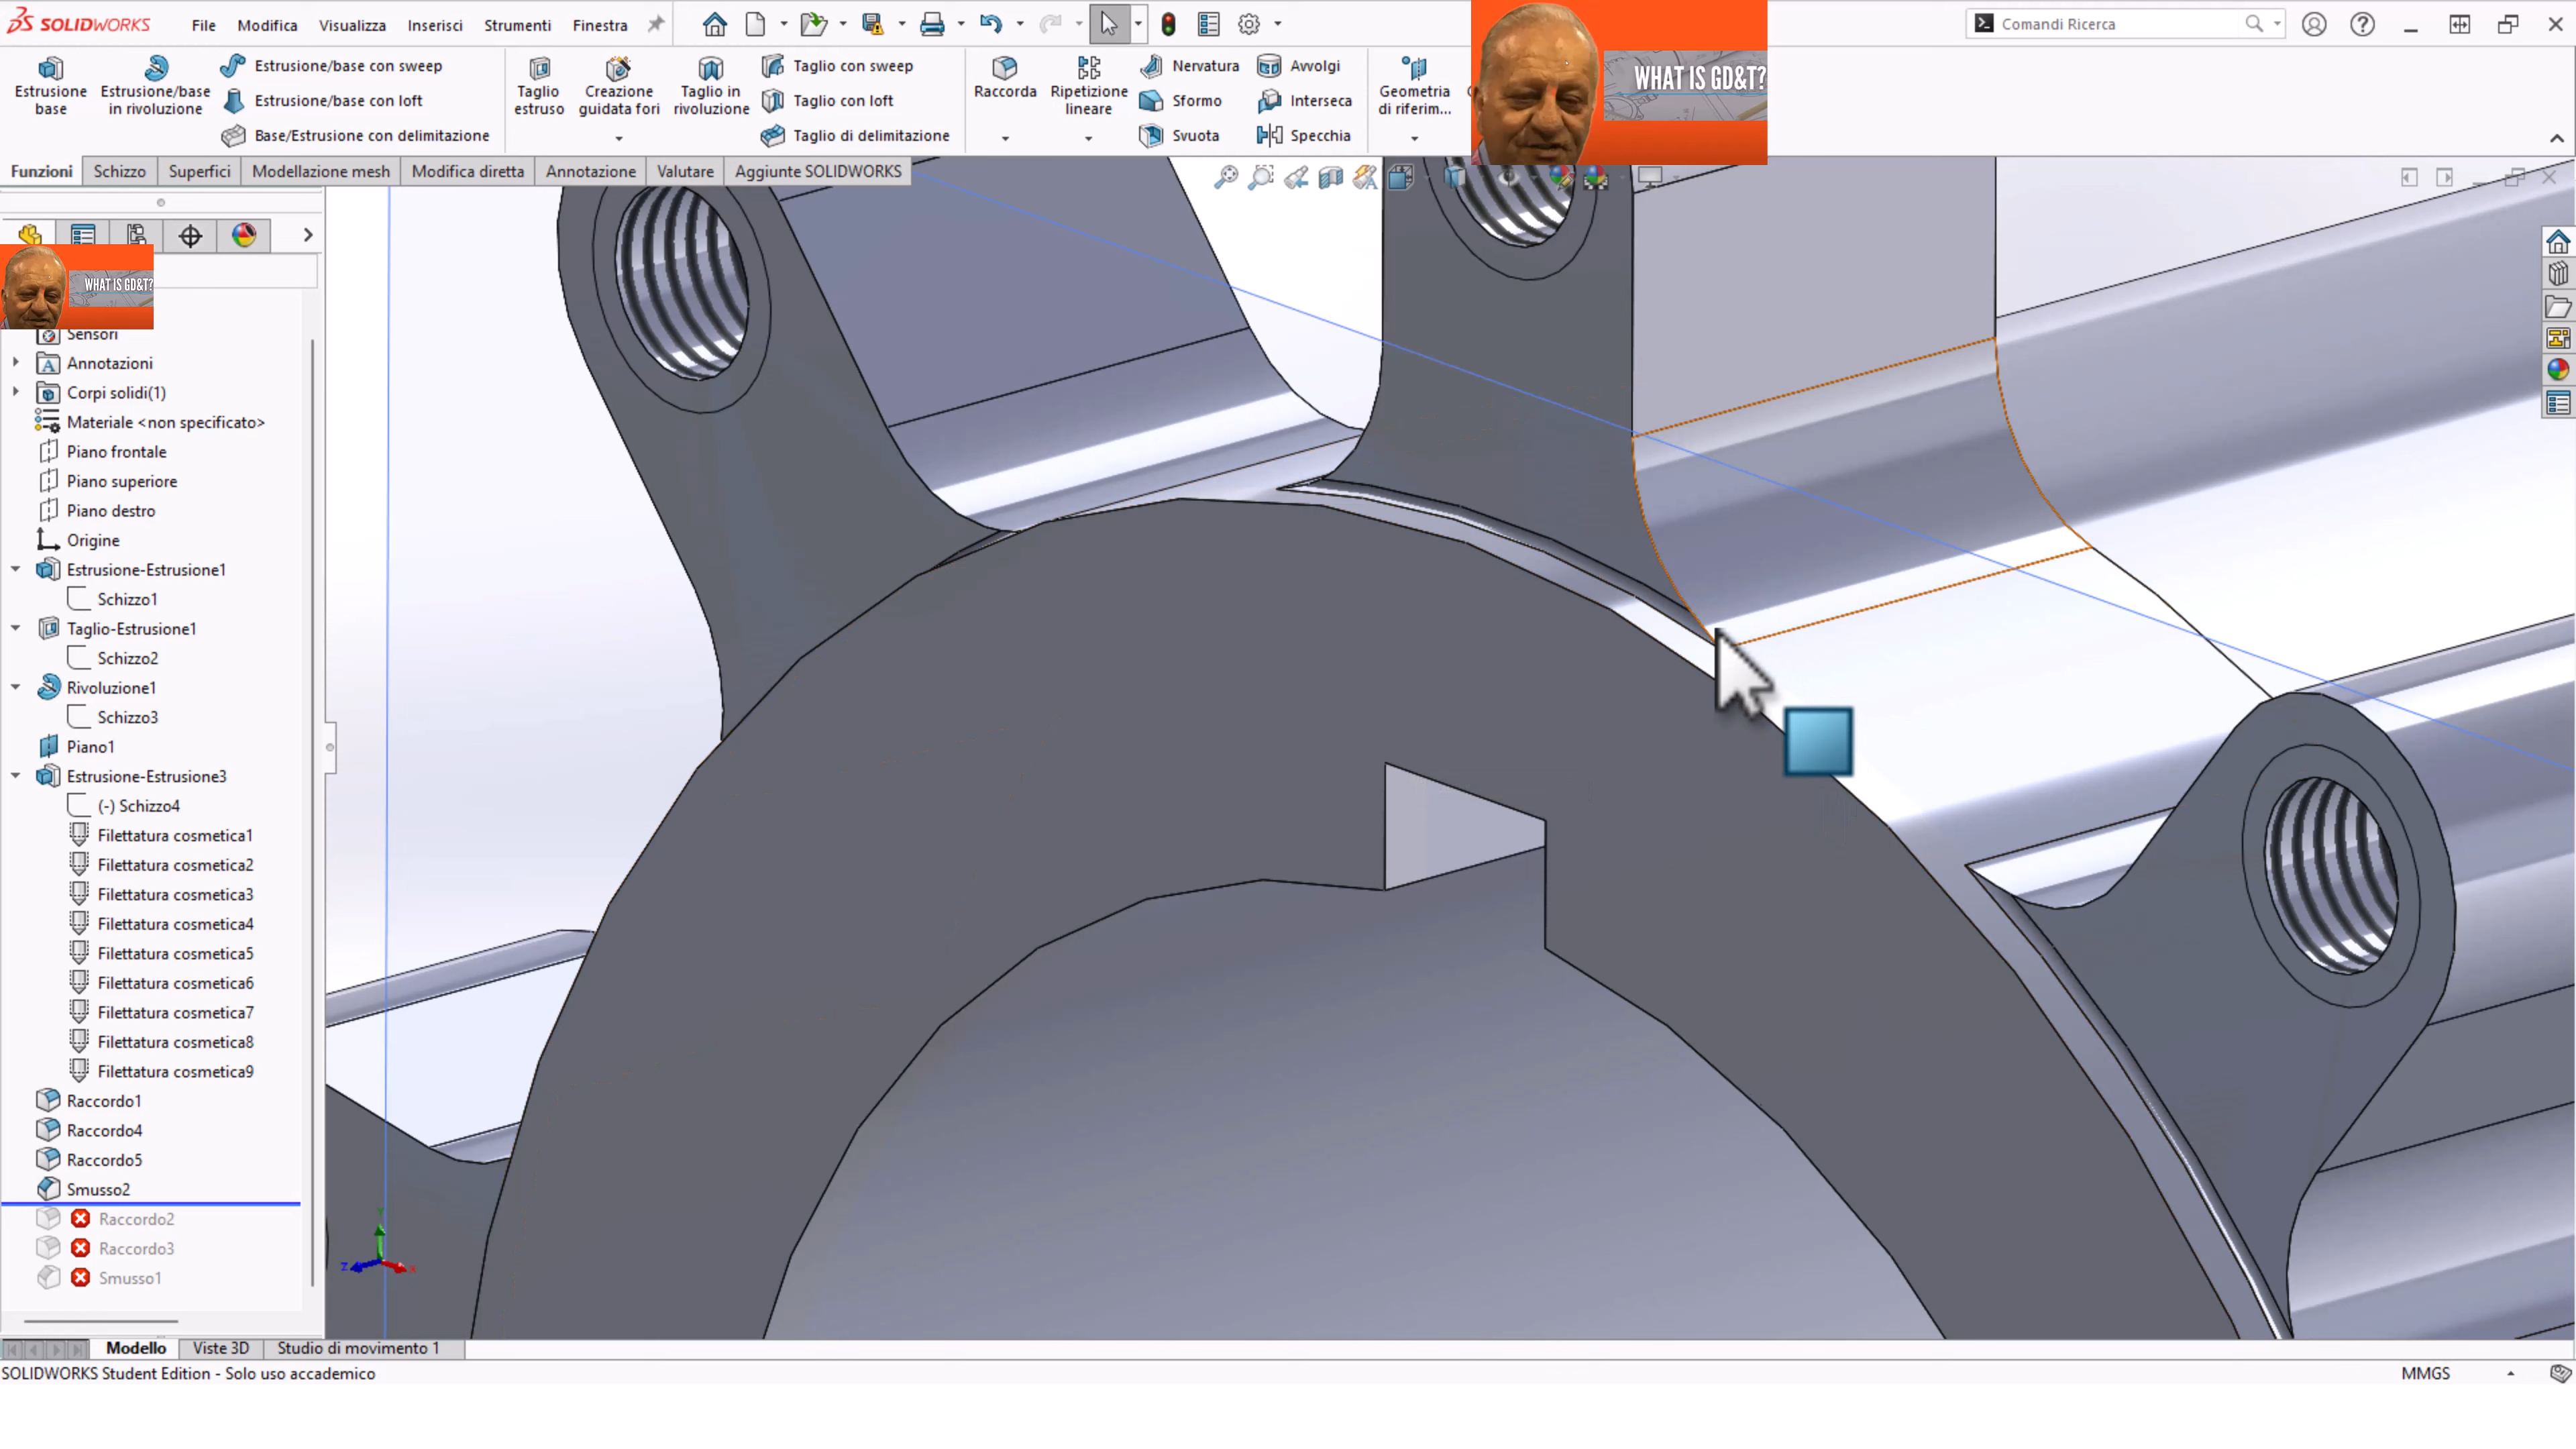 SOLIDWORKS File Modifica Visualizza Inserisci Strumenti Finestra Comandi Ricerca
WHAT IS GD&T?
Estrusione base
Estrusione/base in rivoluzione
Estrusione/base con sweep
Estrusione/base con loft
Base/Estrusione con delimitazione
Taglio estruso
Creazione guidata fori
Taglio in rivoluzione
Taglio con sweep
Taglio con loft
Taglio di delimitazione
Raccorda
Ripetizione lineare
Nervatura
Sformo
Svuota
Avvolgi
Interseca
Specchia
Geometria di riferim...
Funzioni Schizzo Superfici Modellazione mesh Modifica diretta Annotazione Valutare Aggiunte SOLIDWORKS
WHAT IS GD&T?
Sensori
Annotazioni
Corpi solidi(1)
Materiale <non specificato>
Piano frontale
Piano superiore
Piano destro
Origine
Estrusione-Estrusione1
Schizzo1
Taglio-Estrusione1
Schizzo2
Rivoluzione1
Schizzo3
Piano1
Estrusione-Estrusione3
(-) Schizzo4
Filettatura cosmetica1
Filettatura cosmetica2
Filettatura cosmetica3
Filettatura cosmetica4
Filettatura cosmetica5
Filettatura cosmetica6
Filettatura cosmetica7
Filettatura cosmetica8
Filettatura cosmetica9
Raccordo1
Raccordo4
Raccordo5
Smusso2
Raccordo2
Raccordo3
Smusso1
Y
Z X
Modello Viste 3D Studio di movimento 1
SOLIDWORKS Student Edition - Solo uso accademico MMGS